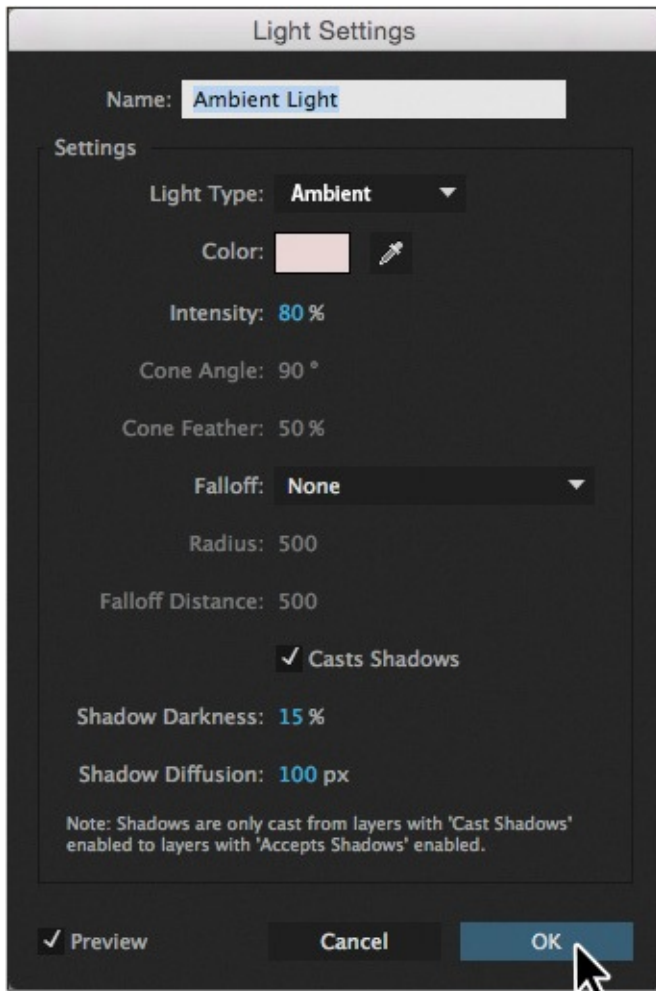 Light Settings
Name: Ambient Light
Settings
Light Type: Ambient
Color:
Intensity: 80 %
Cone Angle: 90 °
Cone Feather: 50 %
Falloff: None
Radius: 500
Falloff Distance: 500
Casts Shadows
Shadow Darkness: 15 %
Shadow Diffusion: 100 px
Note: Shadows are only cast from layers with 'Cast Shadows'
enabled to layers with 'Accepts Shadows' enabled.
Preview Cancel OK